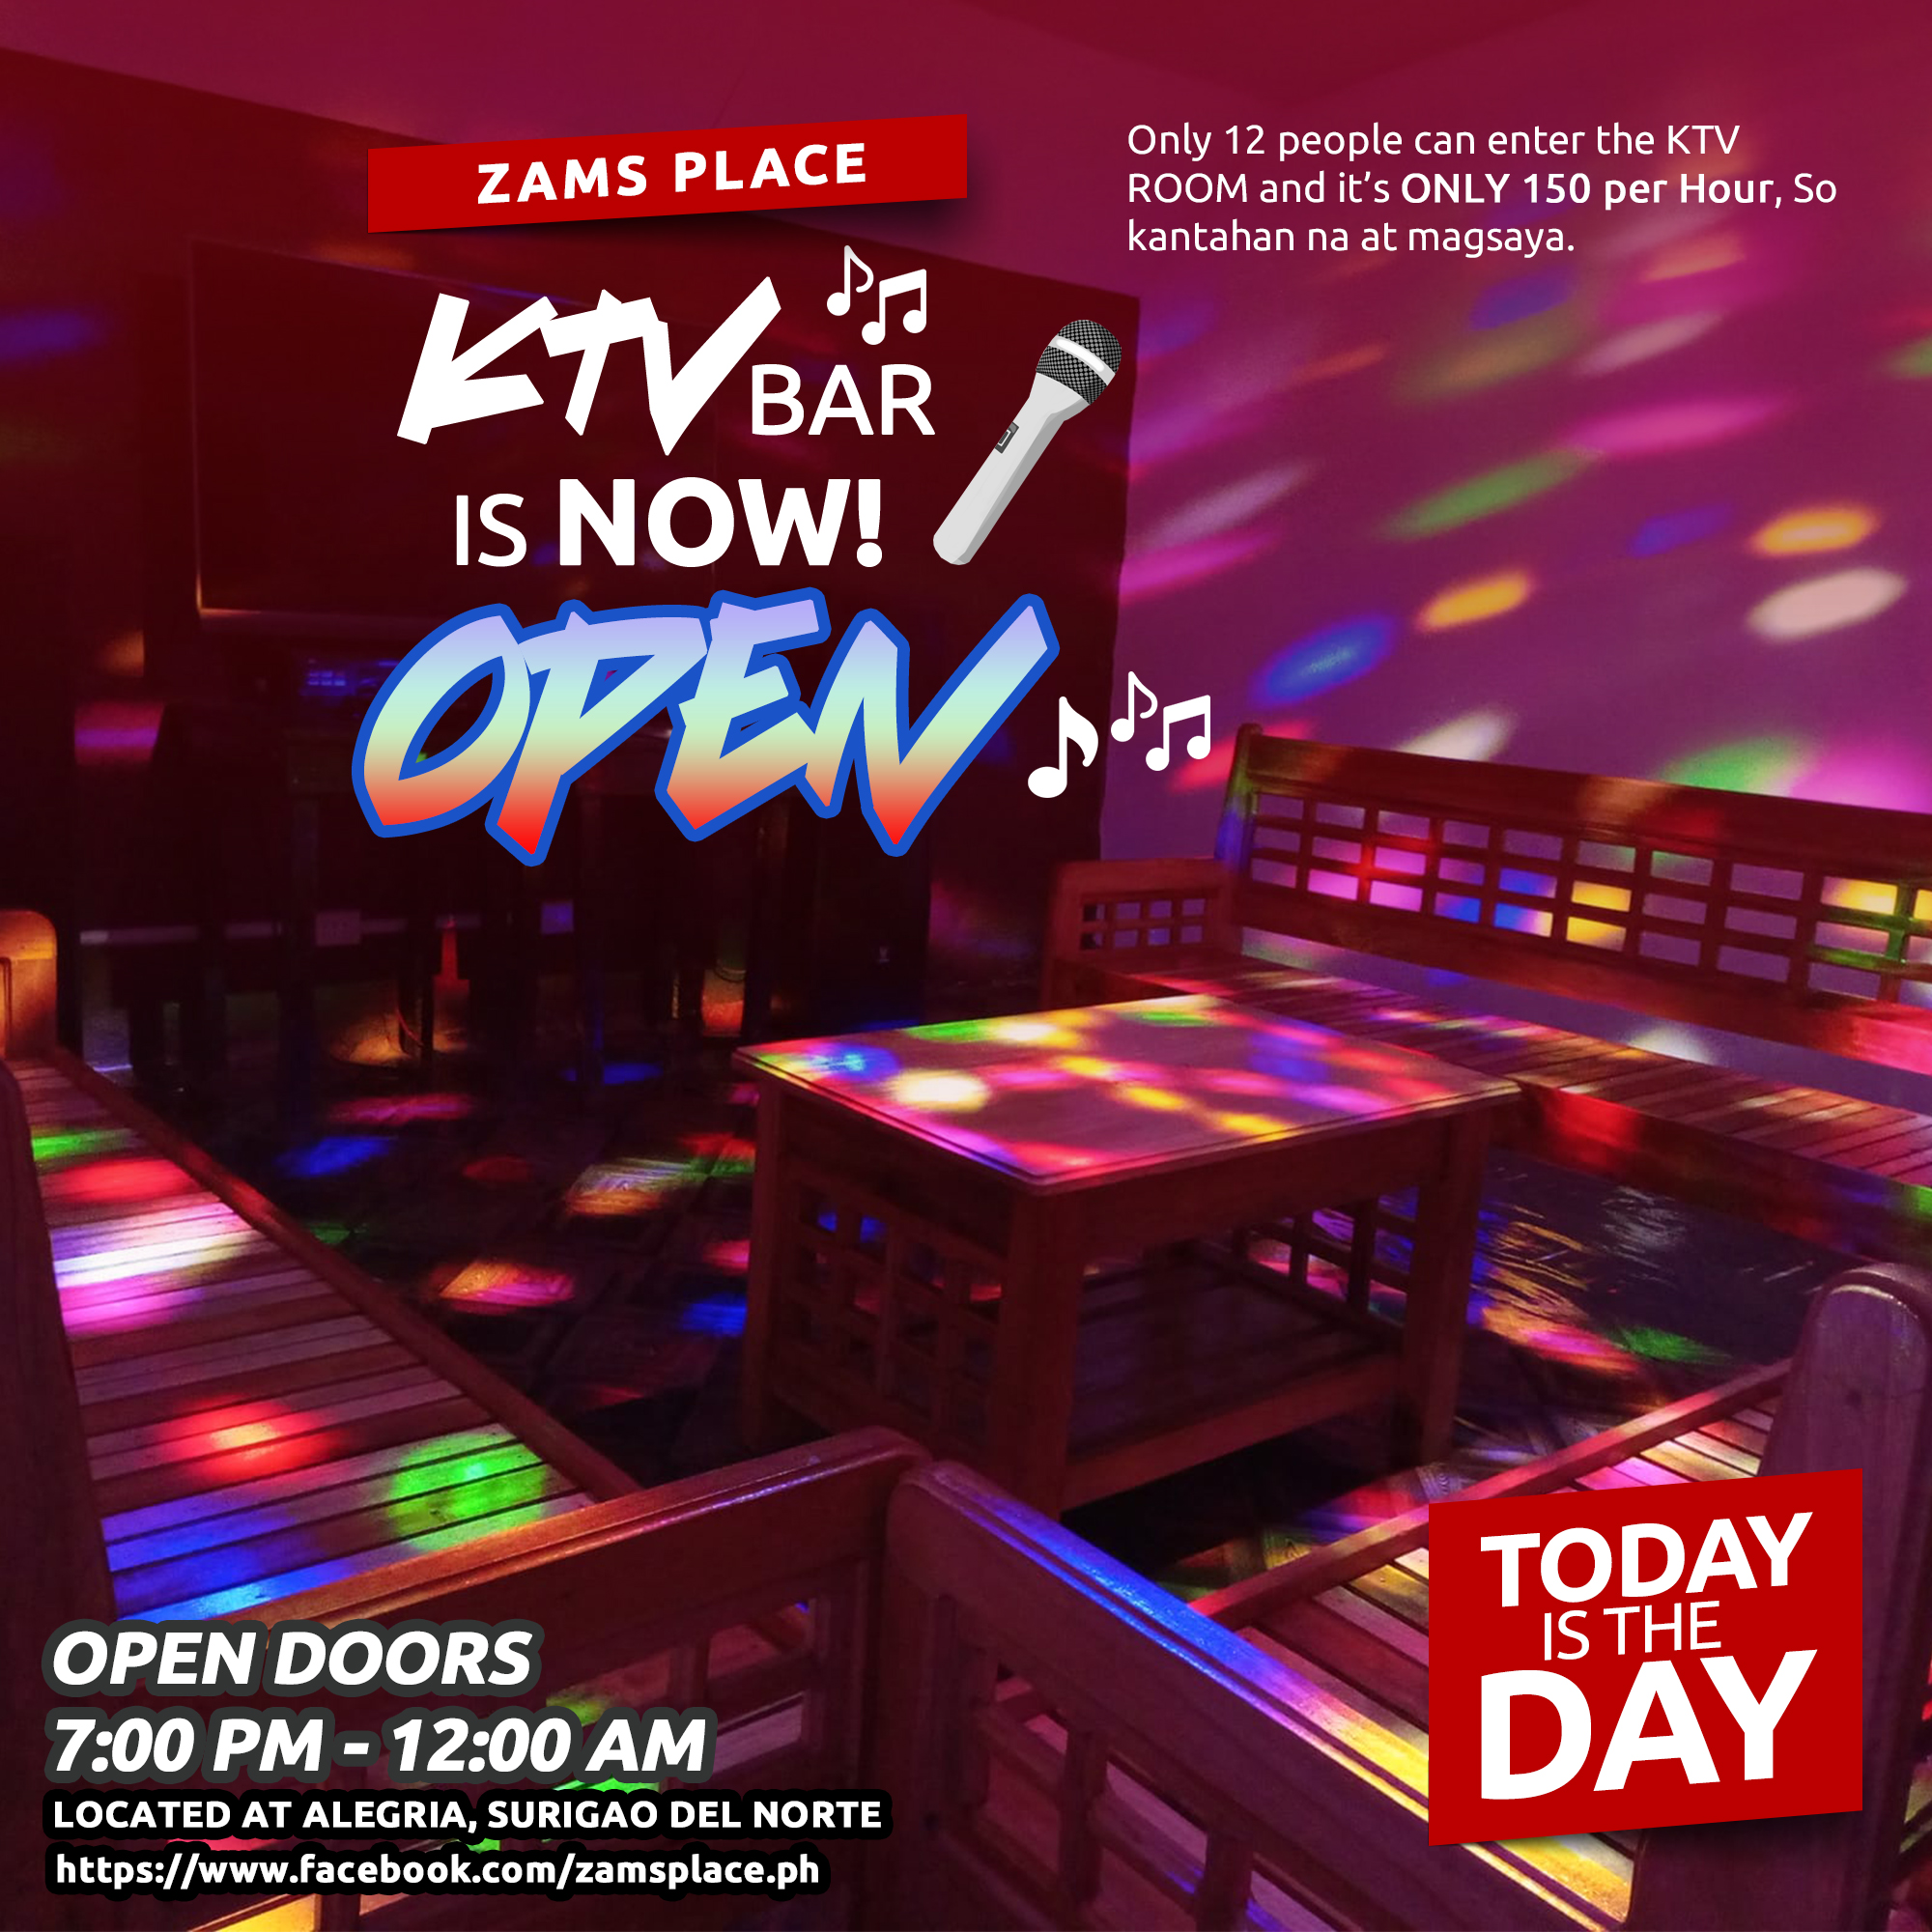 ZAMS PLACE
Only 12 people can enter the KTV
ROOM and it's ONLY 150 per Hour, So
kantahan na at magsaya.
KTV BAR
IS NOW!
OPEN
TODAY
IS THE
DAY
OPEN DOORS
7:00 PM - 12:00 AM
LOCATED AT ALEGRIA, SURIGAO DEL NORTE
https://www.facebook.com/zamsplace.ph